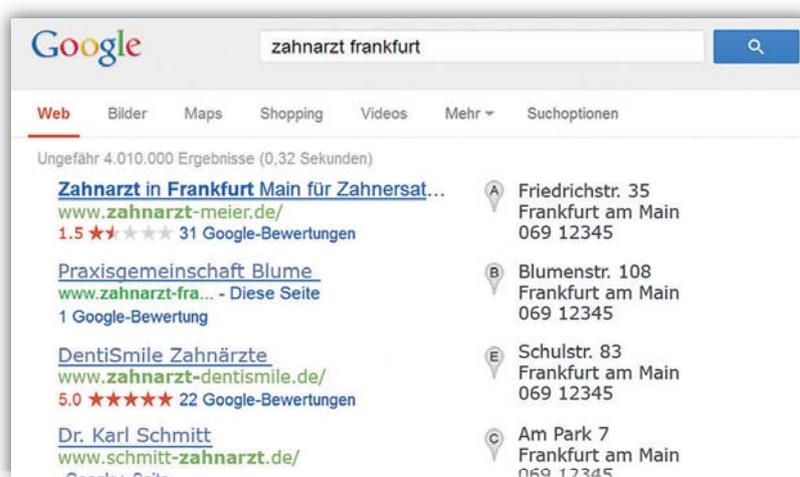 Google
zahnarzt frankfurt
Web Bilder Maps Shopping Videos Mehr Suchoptionen
Ungefähr 4.010.000 Ergebnisse (0,32 Sekunden)
Zahnarzt in Frankfurt Main für Zahnersat...
www.zahnarzt-meier.de/
1.5 31 Google-Bewertungen
A Friedrichstr. 35
Frankfurt am Main
069 12345
Praxisgemeinschaft Blume
www.zahnarzt-fra... - Diese Seite
1 Google-Bewertung
B Blumenstr. 108
Frankfurt am Main
069 12345
DentiSmile Zahnärzte
www.zahnarzt-dentismile.de/
5.0 22 Google-Bewertungen
E Schulstr. 83
Frankfurt am Main
069 12345
Dr. Karl Schmitt
www.schmitt-zahnarzt.de/
C Am Park 7
Frankfurt am Main
069 12345